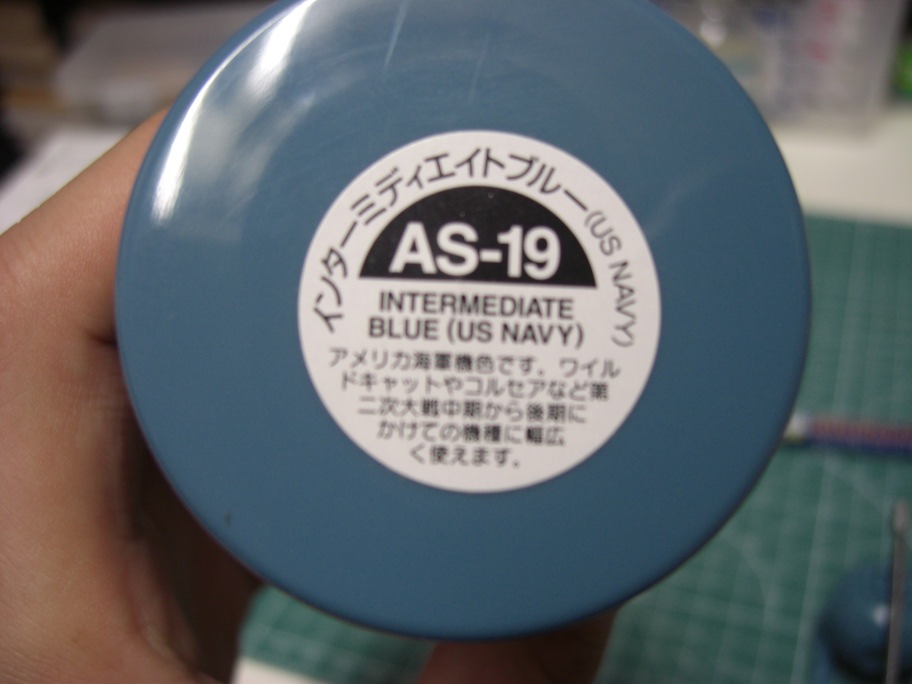 インターミディエイトブルー(US NAVY)
AS-19
INTERMEDIATE
BLUE (US NAVY)
アメリカ海軍機色です。ワイル
ドキャットやコルセアなど第
二次大戦中期から後期に
かけての機種に幅広
く使えます。